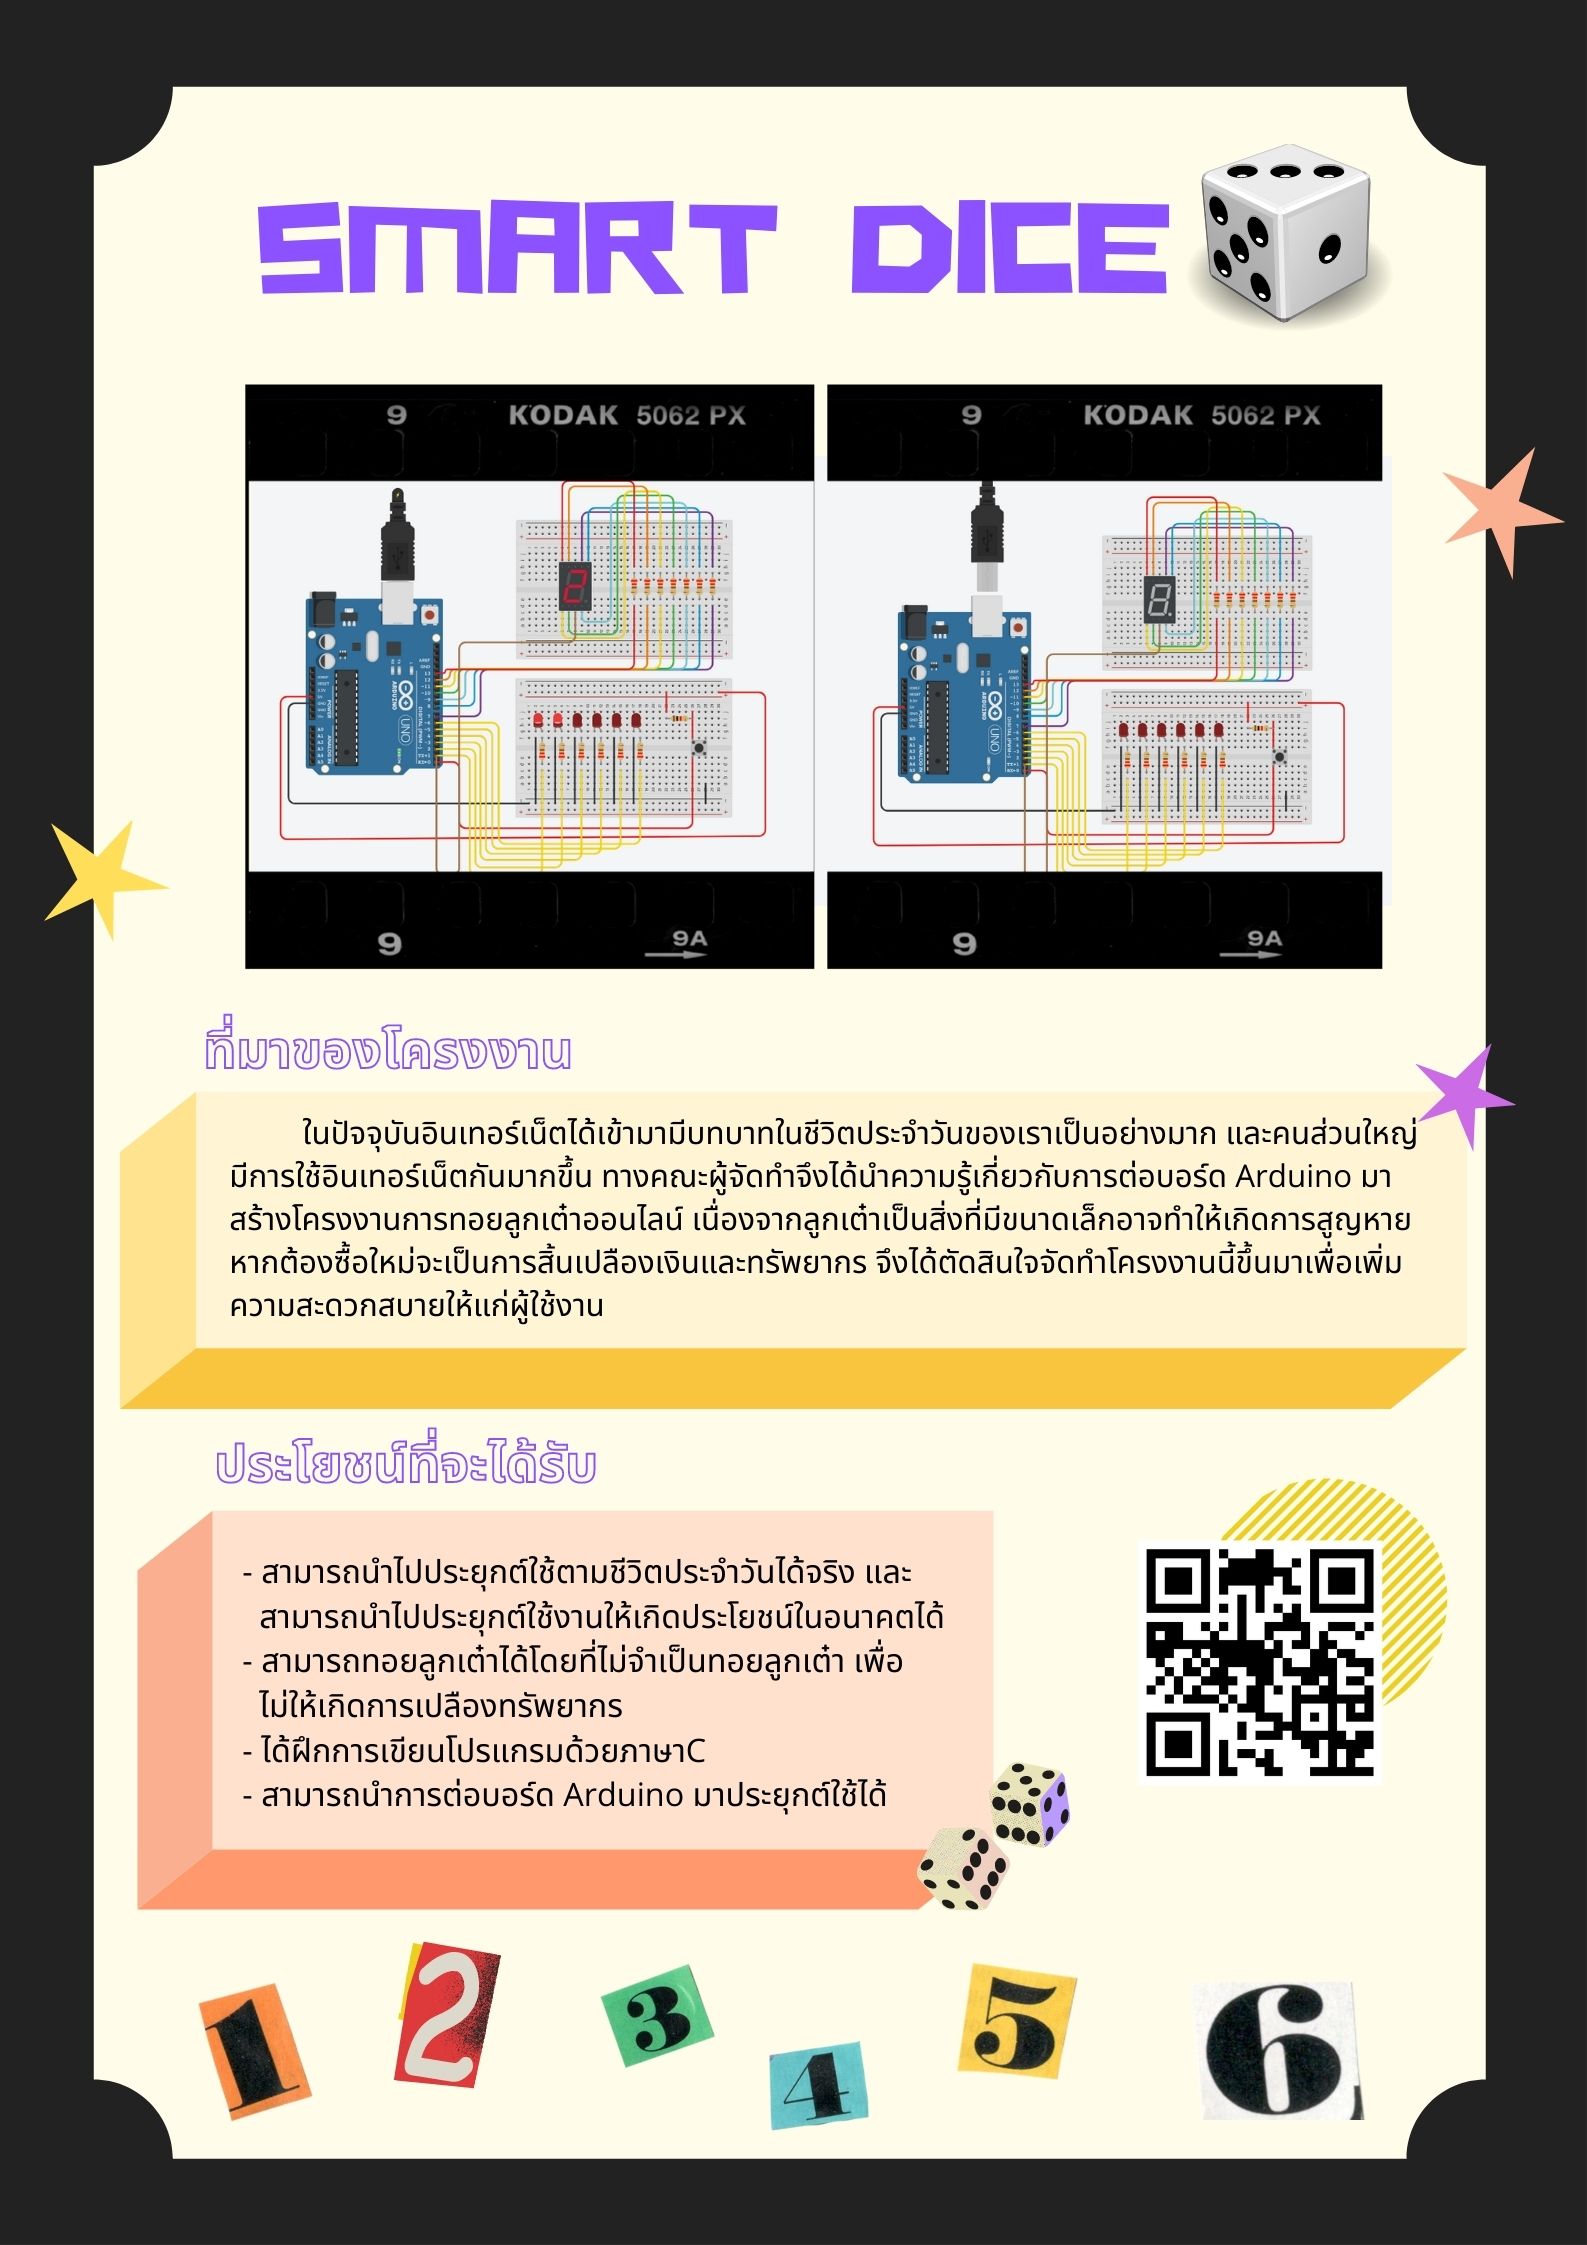 SMART DICE
9 KODAK 5062 PX
9 KODAK 5062 PX
9 9A
9 9A
ที่มาของโครงงาน
ในปัจจุบันอินเทอร์เน็ตได้เข้ามามีบทบาทในชีวิตประจำวันของเราเป็นอย่างมาก และคนส่วนใหญ่
มีการใช้อินเทอร์เน็ตกันมากขึ้น ทางคณะผู้จัดทำจึงได้นำความรู้เกี่ยวกับการต่อบอร์ด Arduino มา
สร้างโครงงานการทอยลูกเต๋าออนไลน์ เนื่องจากลูกเต๋าเป็นสิ่งที่มีขนาดเล็กอาจทำให้เกิดการสูญหาย
หากต้องซื้อใหม่จะเป็นการสิ้นเปลืองเงินและทรัพยากร จึงได้ตัดสินใจจัดทำโครงงานนี้ขึ้นมาเพื่อเพิ่ม
ความสะดวกสบายให้แก่ผู้ใช้งาน
ประโยชน์ที่จะได้รับ
- สามารถนำไปประยุกต์ใช้ตามชีวิตประจำวันได้จริง และ
สามารถนำไปประยุกต์ใช้งานให้เกิดประโยชน์ในอนาคตได้
- สามารถทอยลูกเต๋าได้โดยที่ไม่จำเป็นทอยลูกเต๋า เพื่อ
ไม่ให้เกิดการเปลืองทรัพยากร
- ได้ฝึกการเขียนโปรแกรมด้วยภาษาC
- สามารถนำการต่อบอร์ด Arduino มาประยุกต์ใช้ได้
1 2 3 4 5 6